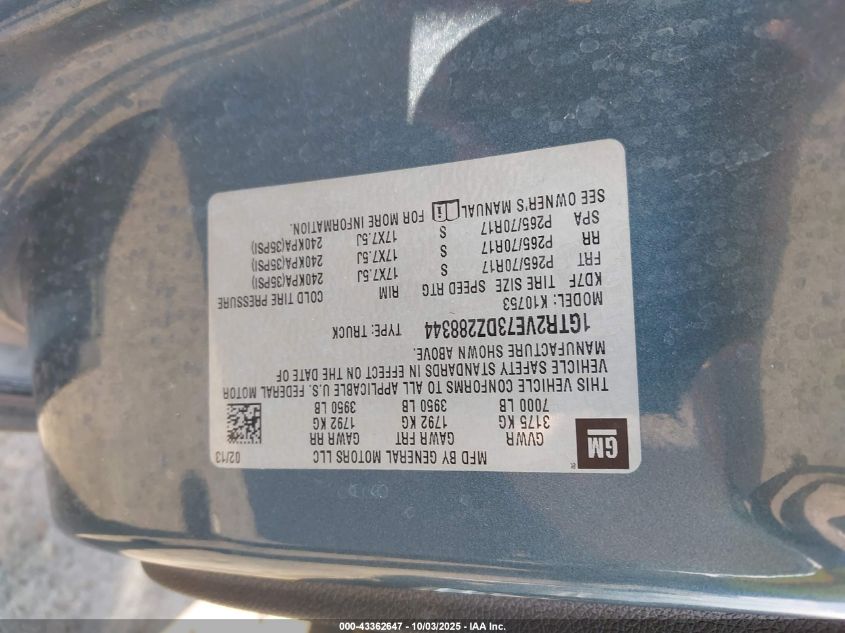 GM
MFD BY GENERAL MOTORS LLC 02/13
GVWR GAWR FRT GAWR RR
3175 KG 1792 KG 1792 KG
7000 LB 3950 LB 3950 LB
THIS VEHICLE CONFORMS TO ALL APPLICABLE U.S. FEDERAL MOTOR
VEHICLE SAFETY STANDARDS IN EFFECT ON THE DATE OF
MANUFACTURE SHOWN ABOVE.
1GTR2VE73DZ288344 TYPE: TRUCK
MODEL: K10753
KD7F TIRE SIZE SPEED RTG RIM COLD TIRE PRESSURE
FRT P265/70R17 S 17X7.5J 240KPA(35PSI)
RR P265/70R17 S 17X7.5J 240KPA(35PSI)
SPA P265/70R17 S 17X7.5J 240KPA(35PSI)
SEE OWNER'S MANUAL FOR MORE INFORMATION.
000-43362647 - 10/03/2025 - IAA Inc.